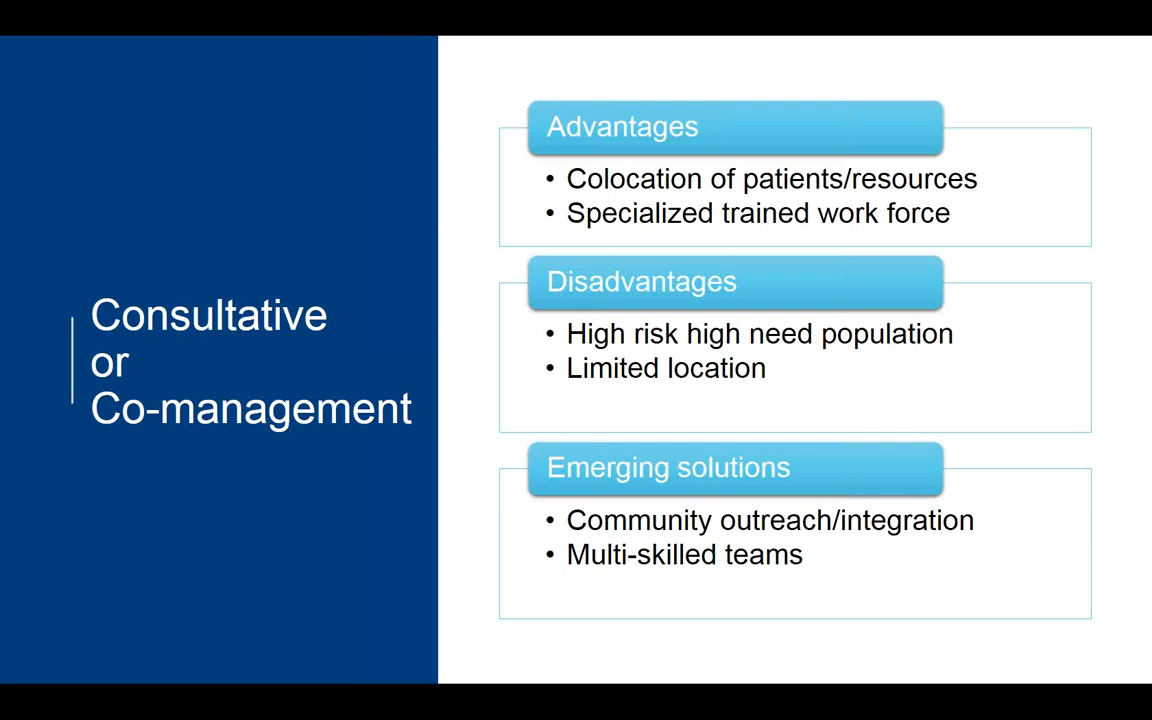 Consultative
or
Co-management
Advantages
• Colocation of patients/resources
• Specialized trained work force
Disadvantages
• High risk high need population
• Limited location
Emerging solutions
• Community outreach/integration
• Multi-skilled teams